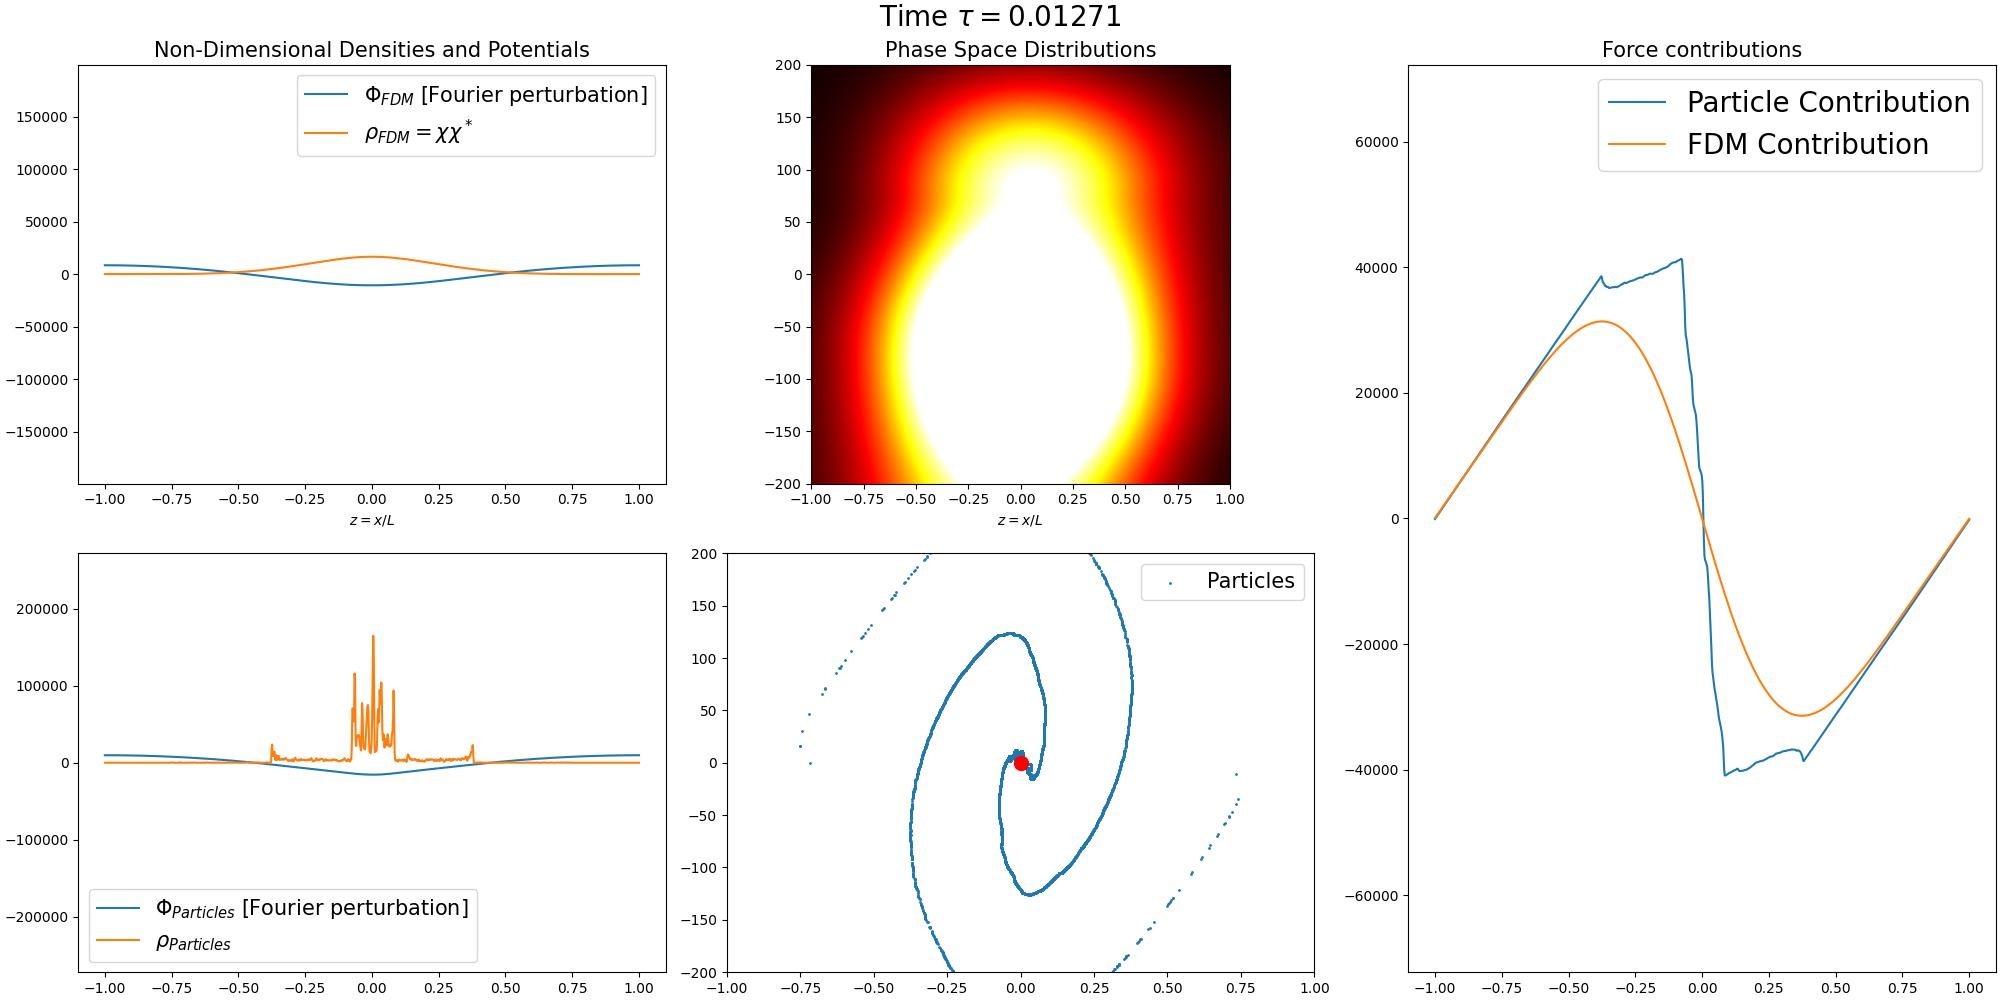 Time τ = 0.01271
Non-Dimensional Densities and Potentials
Φ_FDM [Fourier perturbation]
ρ_FDM = χχ*
150000
100000
50000
0
−50000
−100000
−150000
−1.00 −0.75 −0.50 −0.25 0.00 0.25 0.50 0.75 1.00
z = x/L
Phase Space Distributions
200
150
100
50
0
−50
−100
−150
−200
−1.00 −0.75 −0.50 −0.25 0.00 0.25 0.50 0.75 1.00
z = x/L
Force contributions
Particle Contribution
FDM Contribution
60000
40000
20000
0
−20000
−40000
−60000
−1.00 −0.75 −0.50 −0.25 0.00 0.25 0.50 0.75 1.00
200000
100000
0
−100000
−200000
Φ_Particles [Fourier perturbation]
ρ_Particles
−1.00 −0.75 −0.50 −0.25 0.00 0.25 0.50 0.75 1.00
Particles
200
150
100
50
0
−50
−100
−150
−200
−1.00 −0.75 −0.50 −0.25 0.00 0.25 0.50 0.75 1.00